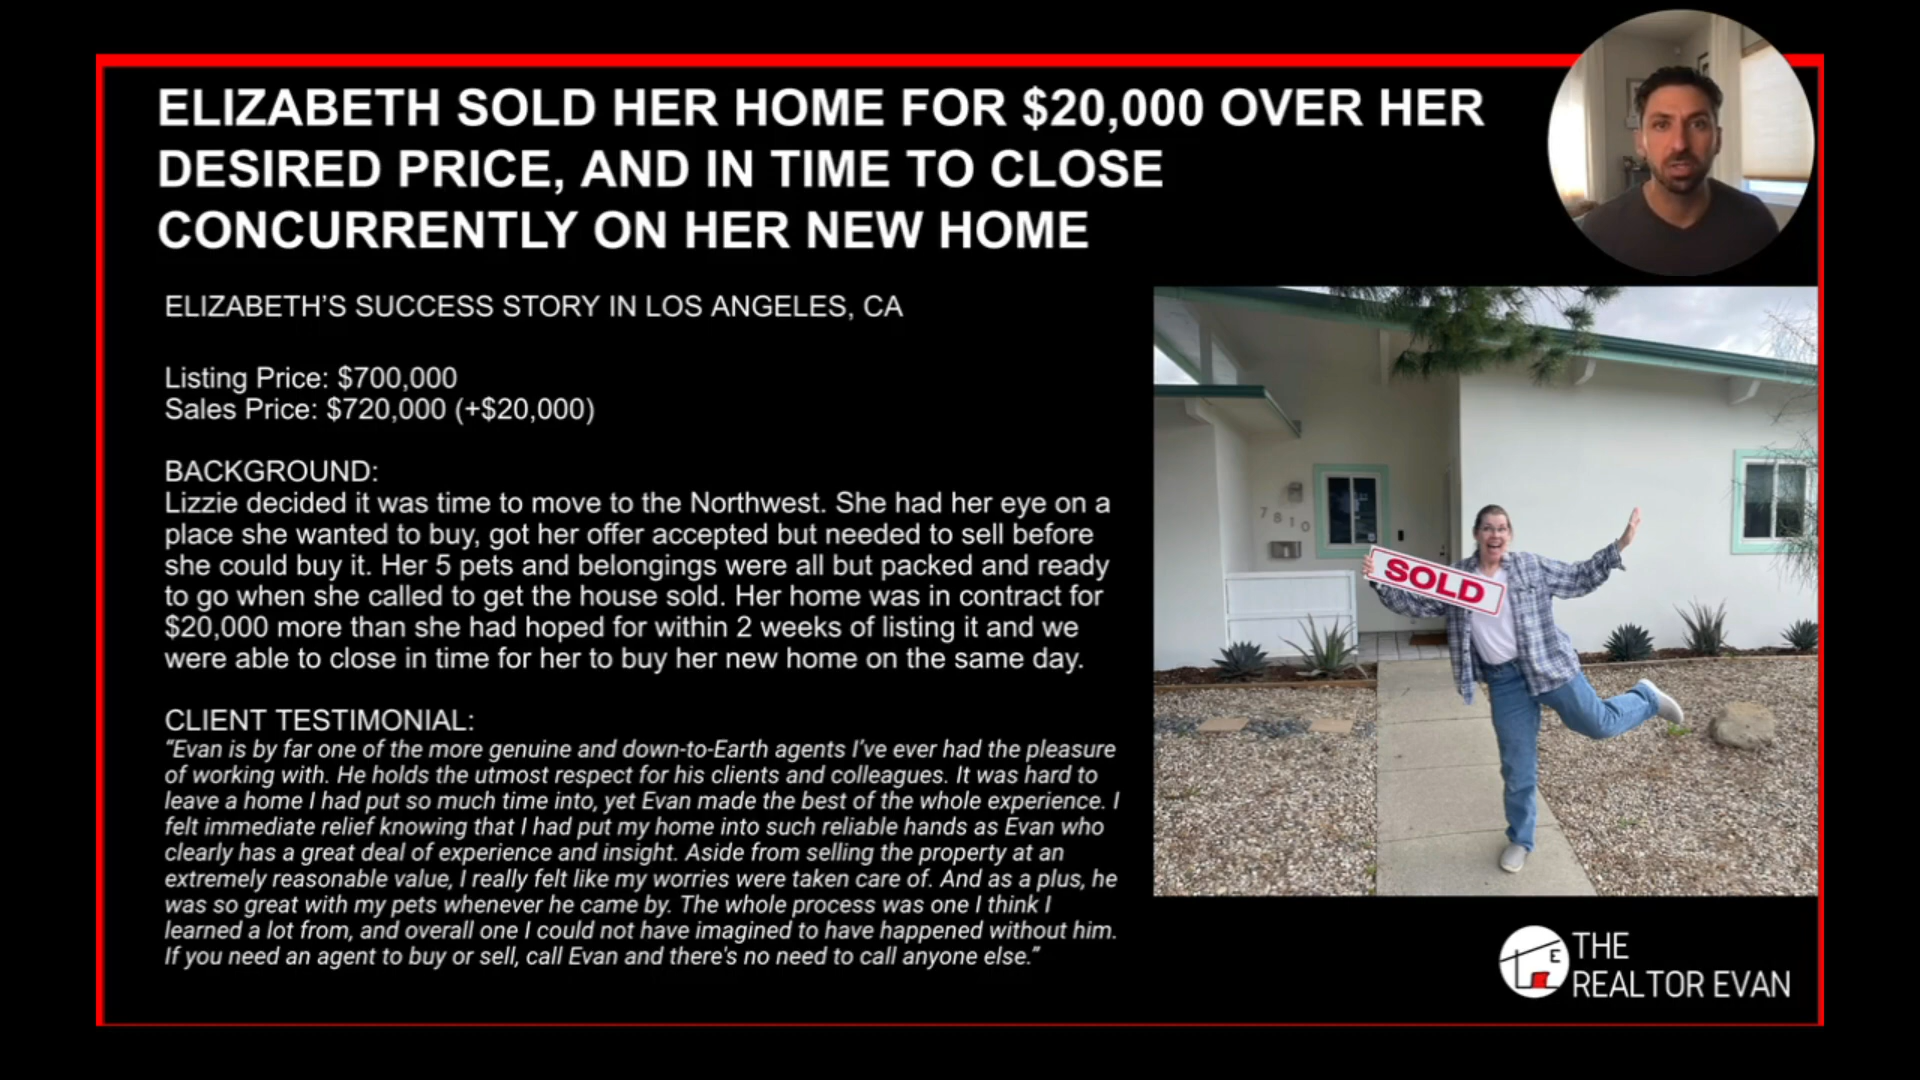 ELIZABETH SOLD HER HOME FOR $20,000 OVER HER
DESIRED PRICE, AND IN TIME TO CLOSE
CONCURRENTLY ON HER NEW HOME
ELIZABETH’S SUCCESS STORY IN LOS ANGELES, CA
Listing Price: $700,000
Sales Price: $720,000 (+$20,000)
BACKGROUND:
Lizzie decided it was time to move to the Northwest. She had her eye on a
place she wanted to buy, got her offer accepted but needed to sell before
she could buy it. Her 5 pets and belongings were all but packed and ready
to go when she called to get the house sold. Her home was in contract for
$20,000 more than she had hoped for within 2 weeks of listing it and we
were able to close in time for her to buy her new home on the same day.
CLIENT TESTIMONIAL:
“Evan is by far one of the more genuine and down-to-Earth agents I’ve ever had the pleasure
of working with. He holds the utmost respect for his clients and colleagues. It was hard to
leave a home I had put so much time into, yet Evan made the best of the whole experience. I
felt immediate relief knowing that I had put my home into such reliable hands as Evan who
clearly has a great deal of experience and insight. Aside from selling the property at an
extremely reasonable value, I really felt like my worries were taken care of. And as a plus, he
was so great with my pets whenever he came by. The whole process was one I think I
learned a lot from, and overall one I could not have imagined to have happened without him.
If you need an agent to buy or sell, call Evan and there's no need to call anyone else.”
7810
SOLD
E
THE
REALTOR EVAN